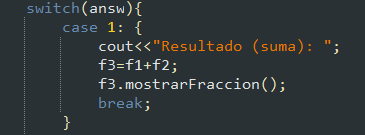 switch(answ){
case 1: {
cout<<"Resultado (suma): ";
f3=f1+f2;
f3.mostrarFraccion();
break;
}